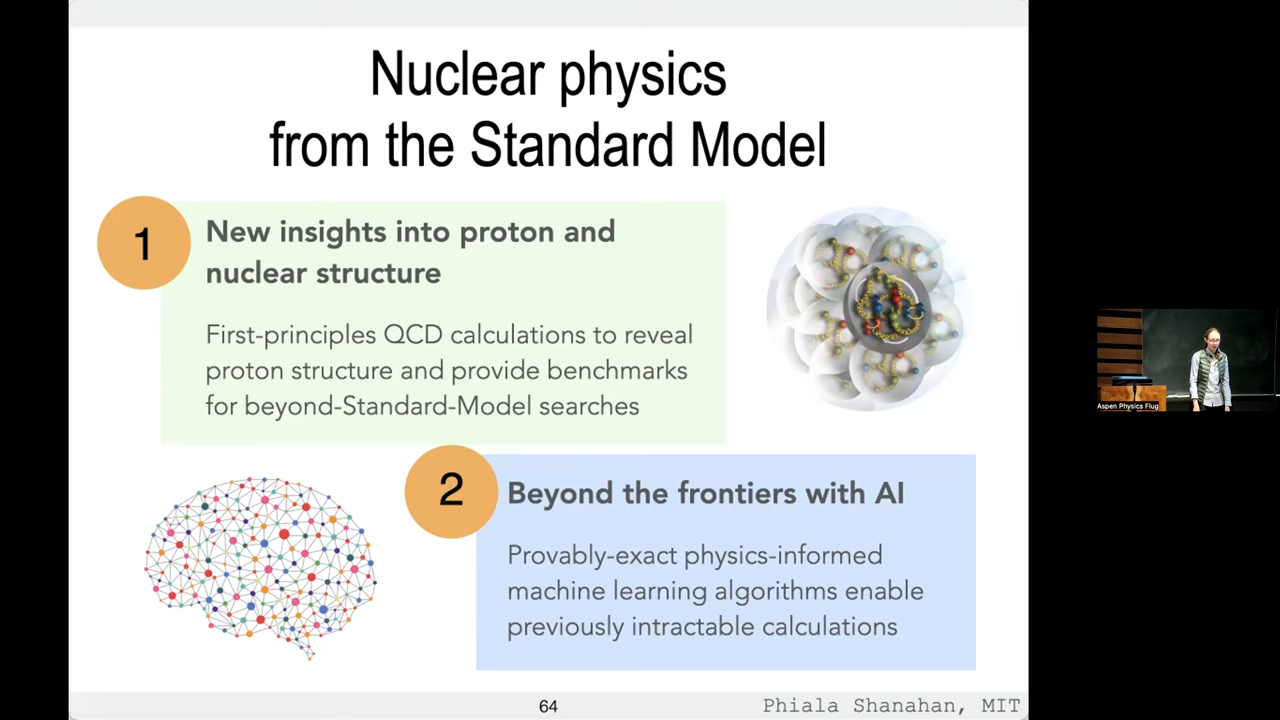 Nuclear physics
from the Standard Model
1
New insights into proton and
nuclear structure
First-principles QCD calculations to reveal
proton structure and provide benchmarks
for beyond-Standard-Model searches
2
Beyond the frontiers with AI
Provably-exact physics-informed
machine learning algorithms enable
previously intractable calculations
64
Phiala Shanahan, MIT
Aspen Physics Flug